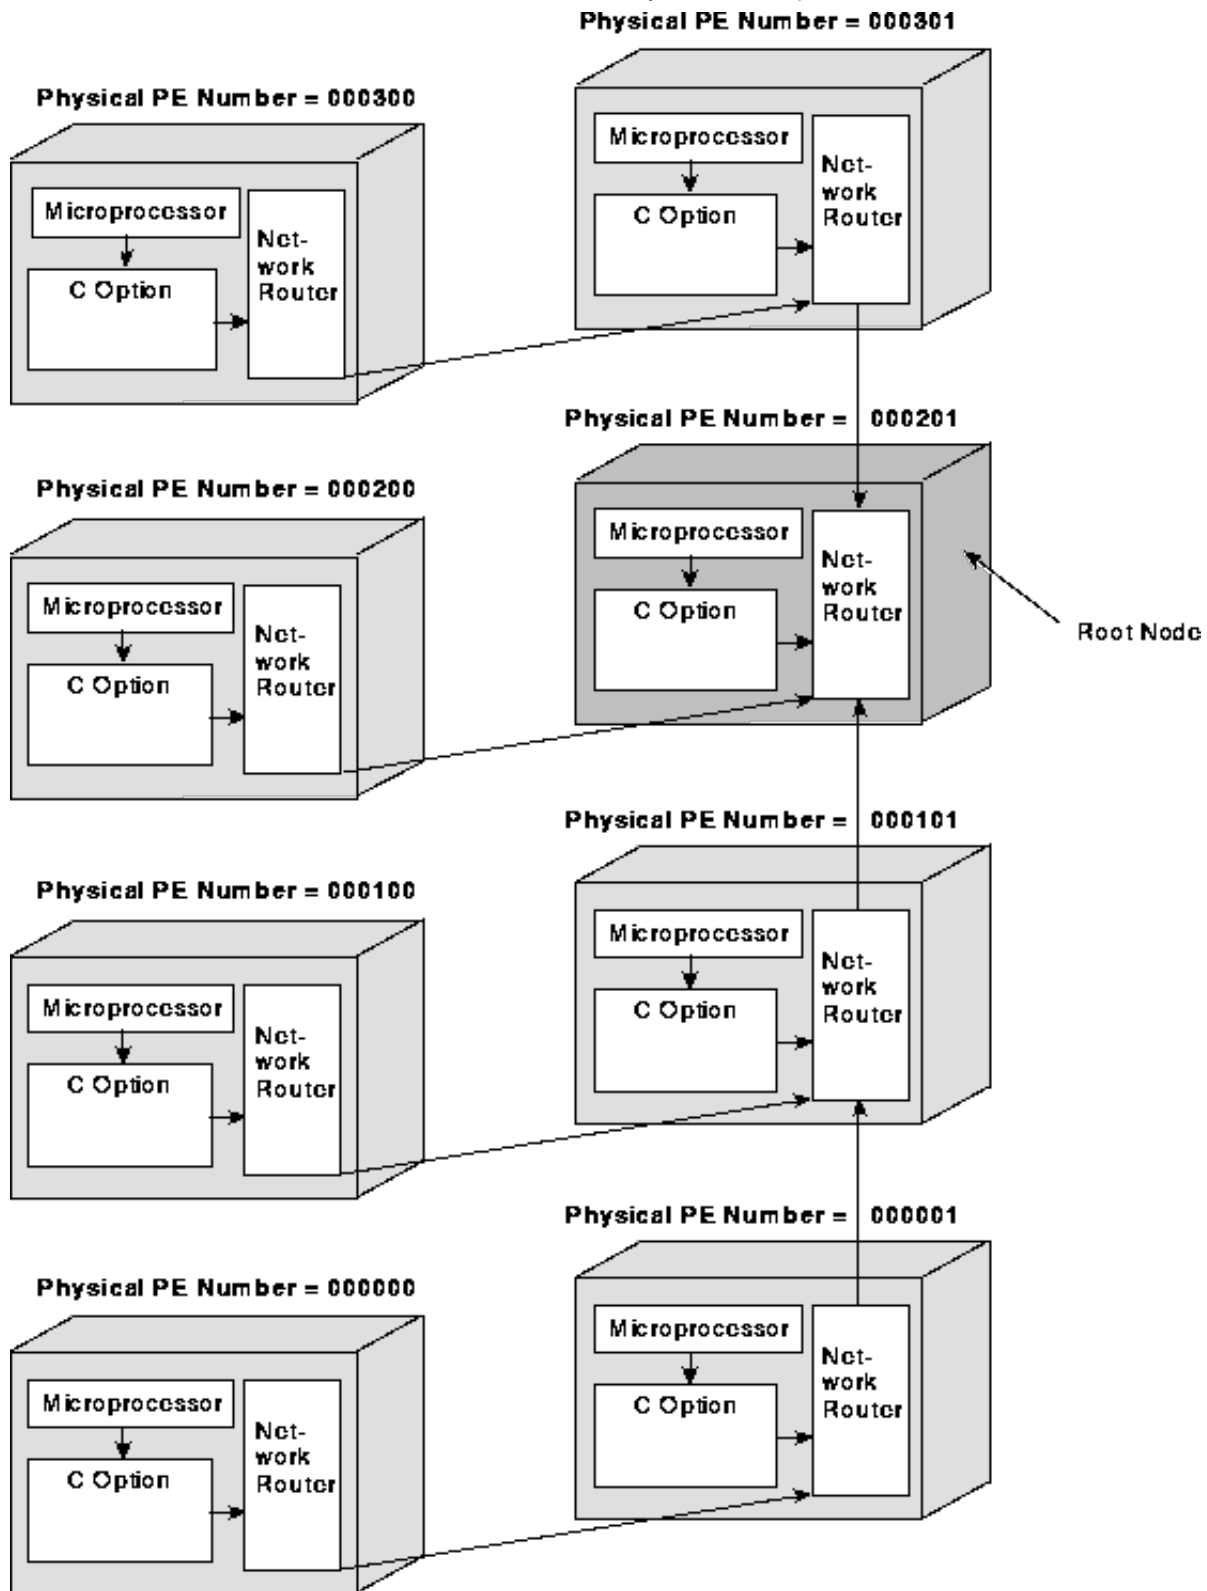 Physical PE Number = 000301
Physical PE Number = 000300
Microprocessor
C Option
Net-
work
Router
Microprocessor
C Option
Net-
work
Router
Physical PE Number = 000201
Physical PE Number = 000200
Microprocessor
C Option
Net-
work
Router
Microprocessor
C Option
Net-
work
Router
Root Node
Physical PE Number = 000101
Physical PE Number = 000100
Microprocessor
C Option
Net-
work
Router
Microprocessor
C Option
Net-
work
Router
Physical PE Number = 000001
Physical PE Number = 000000
Microprocessor
C Option
Net-
work
Router
Microprocessor
C Option
Net-
work
Router